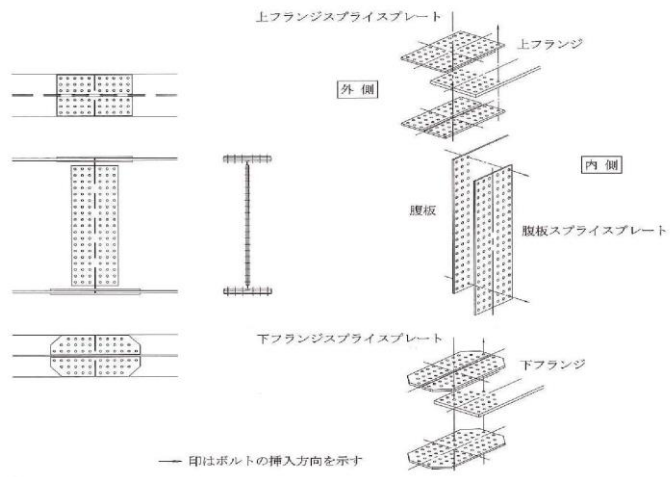 上フランジスプライスプレート
上フランジ
外 側
内 側
腹板
腹板スプライスプレート
下フランジスプライスプレート
下フランジ
→ 印はボルトの挿入方向を示す